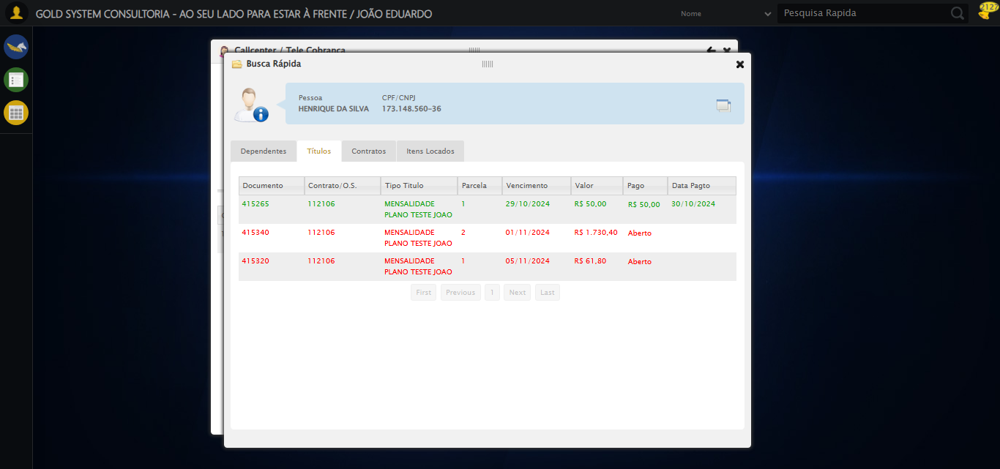 GOLD SYSTEM CONSULTORIA - AO SEU LADO PARA ESTAR À FRENTE / JOÃO EDUARDO
Nome
Pesquisa Rapida
2127
Callcenter / Tele Cobrança
Busca Rápida
Pessoa CPF/CNPJ
HENRIQUE DA SILVA 173.148.560-36
Dependentes Títulos Contratos Itens Locados
Documento Contrato/O.S. Tipo Titulo Parcela Vencimento Valor Pago Data Pagto
415265 112106 MENSALIDADE 1 29/10/2024 R$ 50,00 R$ 50,00 30/10/2024
PLANO TESTE JOAO
415340 112106 MENSALIDADE 2 01/11/2024 R$ 1.730,40 Aberto
PLANO TESTE JOAO
415320 112106 MENSALIDADE 1 05/11/2024 R$ 61,80 Aberto
PLANO TESTE JOAO
First Previous 1 Next Last